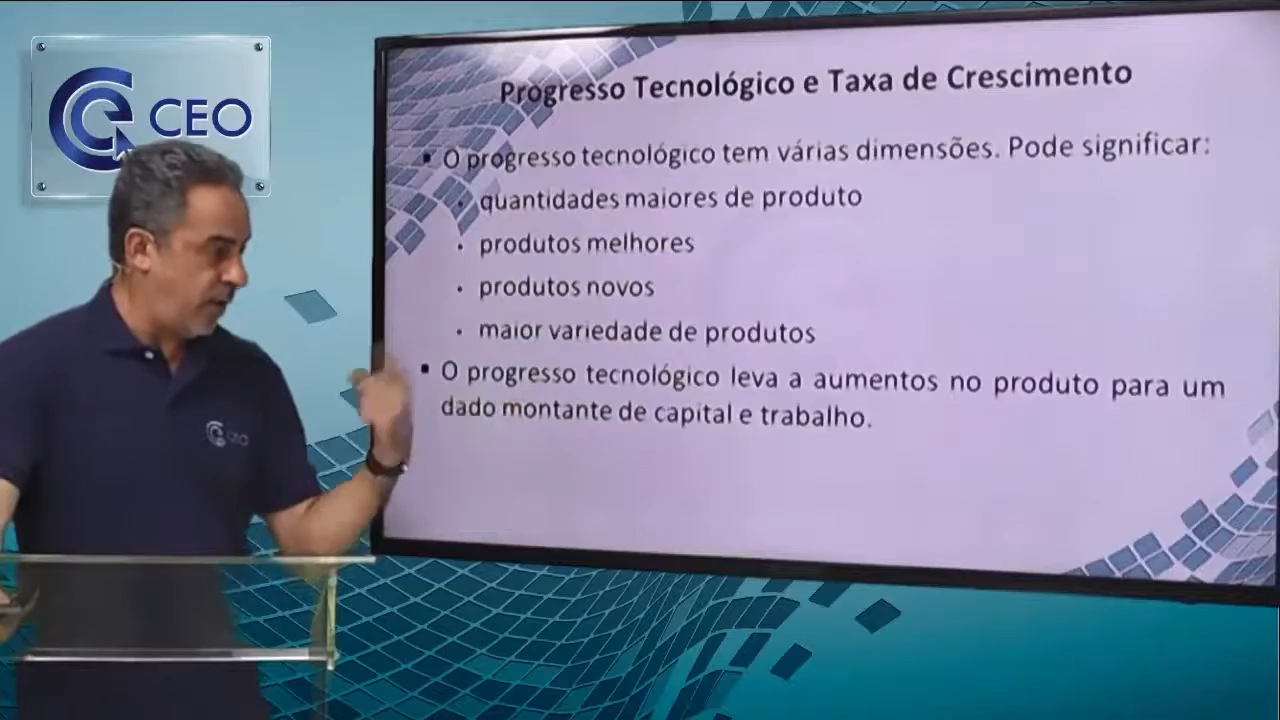 CEO
Progresso Tecnológico e Taxa de Crescimento
▪ O progresso tecnológico tem várias dimensões. Pode significar:
• quantidades maiores de produto
• produtos melhores
• produtos novos
• maior variedade de produtos
▪ O progresso tecnológico leva a aumentos no produto para um
dado montante de capital e trabalho.
CEO